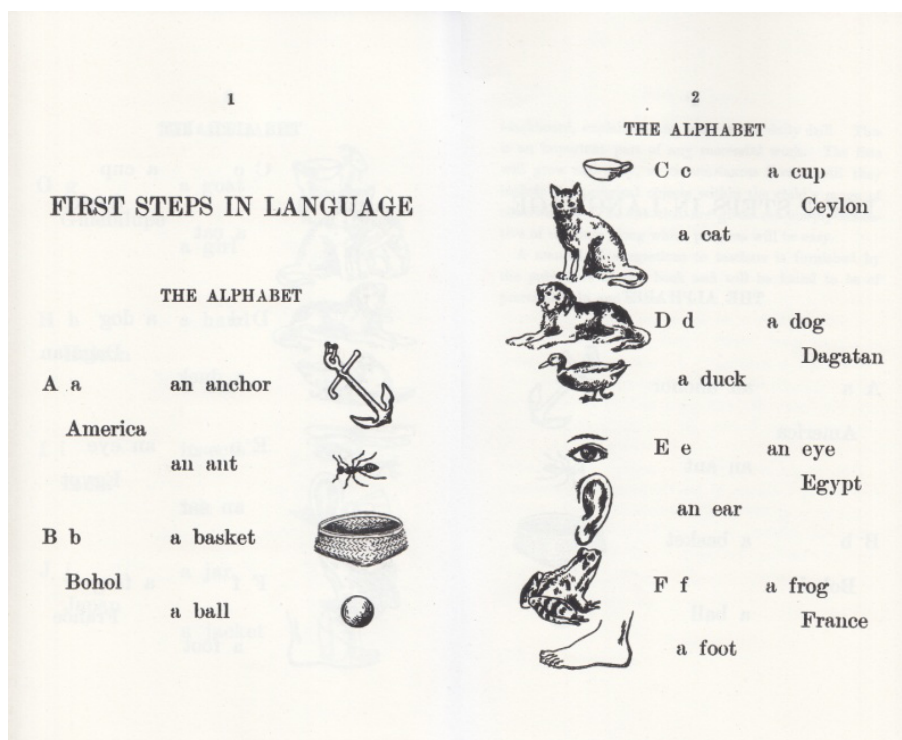 1
FIRST STEPS IN LANGUAGE
THE ALPHABET
A a an anchor
America
an ant
B b a basket
Bohol
a ball
2
THE ALPHABET
C c a cup
Ceylon
a cat
D d a dog
Dagatan
a duck
E e an eye
Egypt
an ear
F f a frog
France
a foot